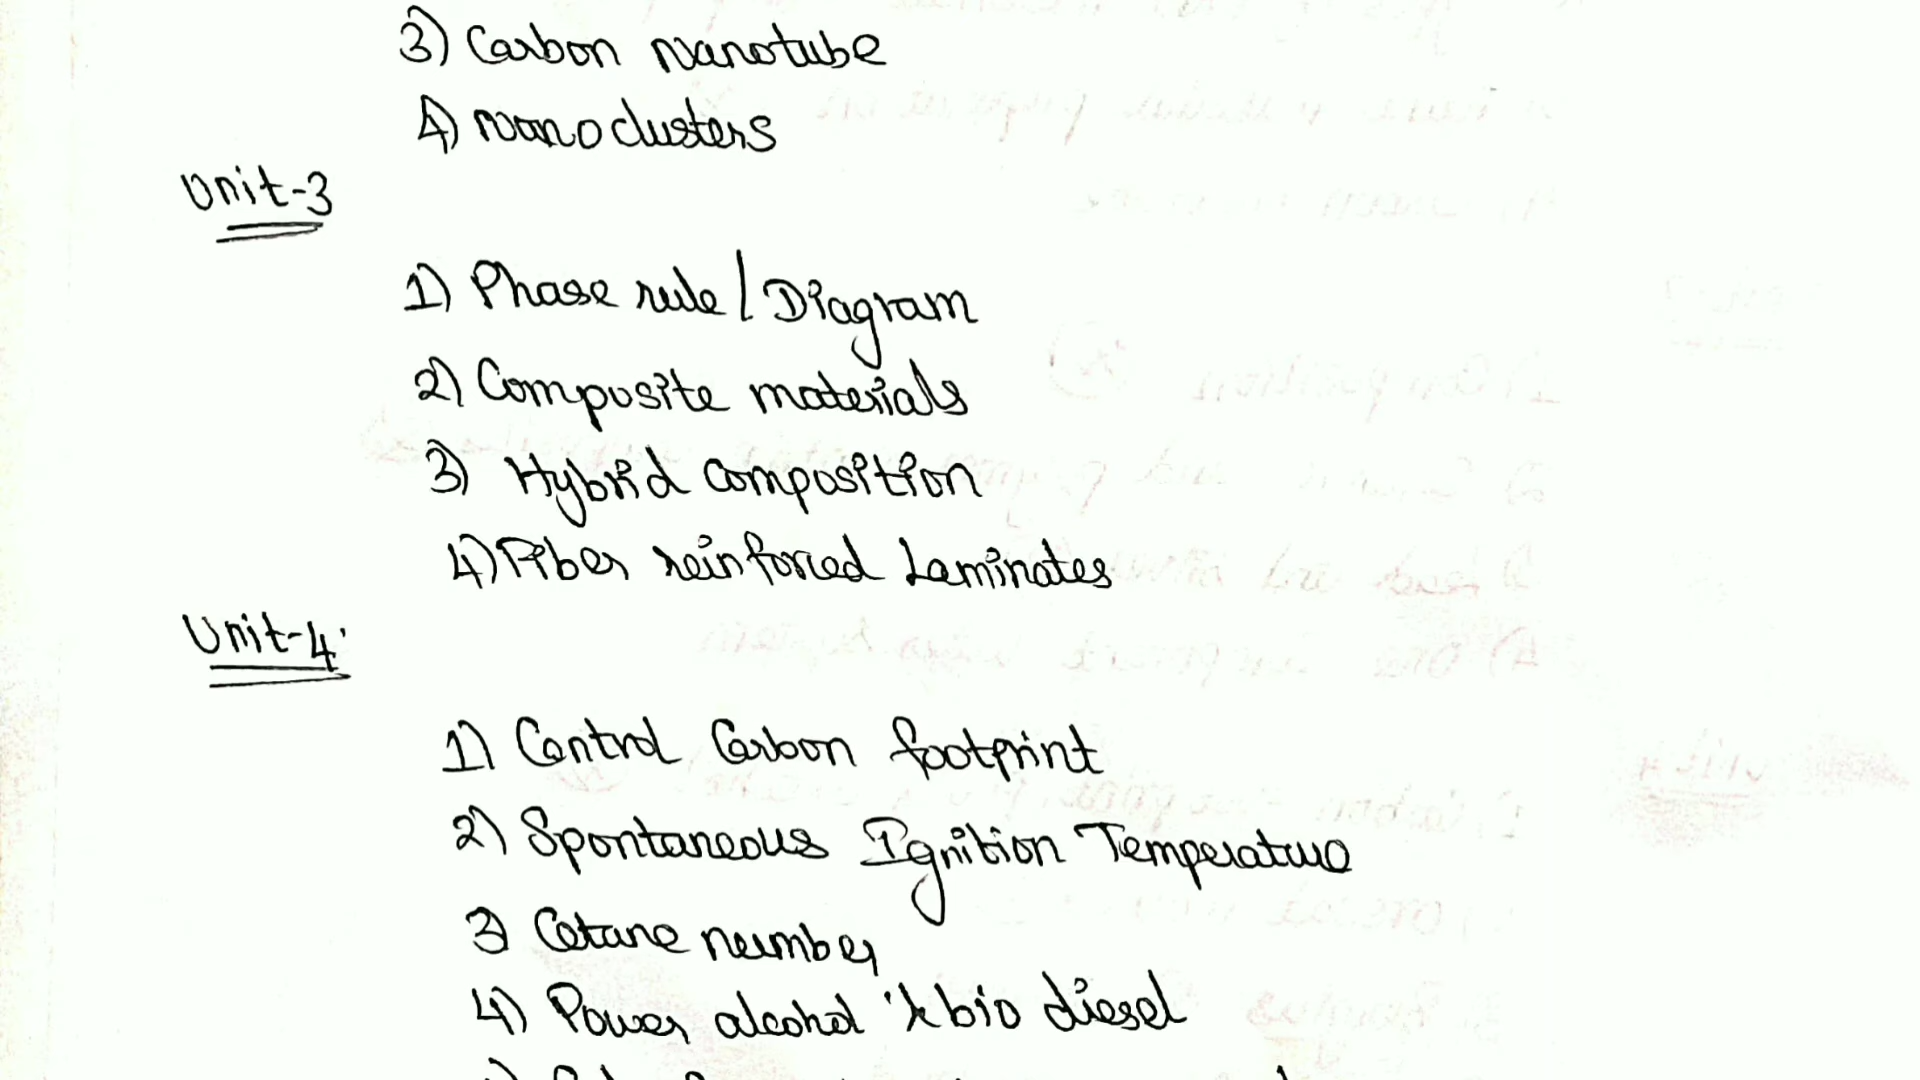 3) Carbon nanotube
4) nanoclusters
Unit-3
1) Phase rule / Diagram
2) Composite materials
3) Hybrid composition
4) Fiber reinforced Laminates
Unit-4
1) Control Carbon footprint
2) Spontaneous Ignition Temperature
3) Cetane number
4) Power alcohol & bio diesel